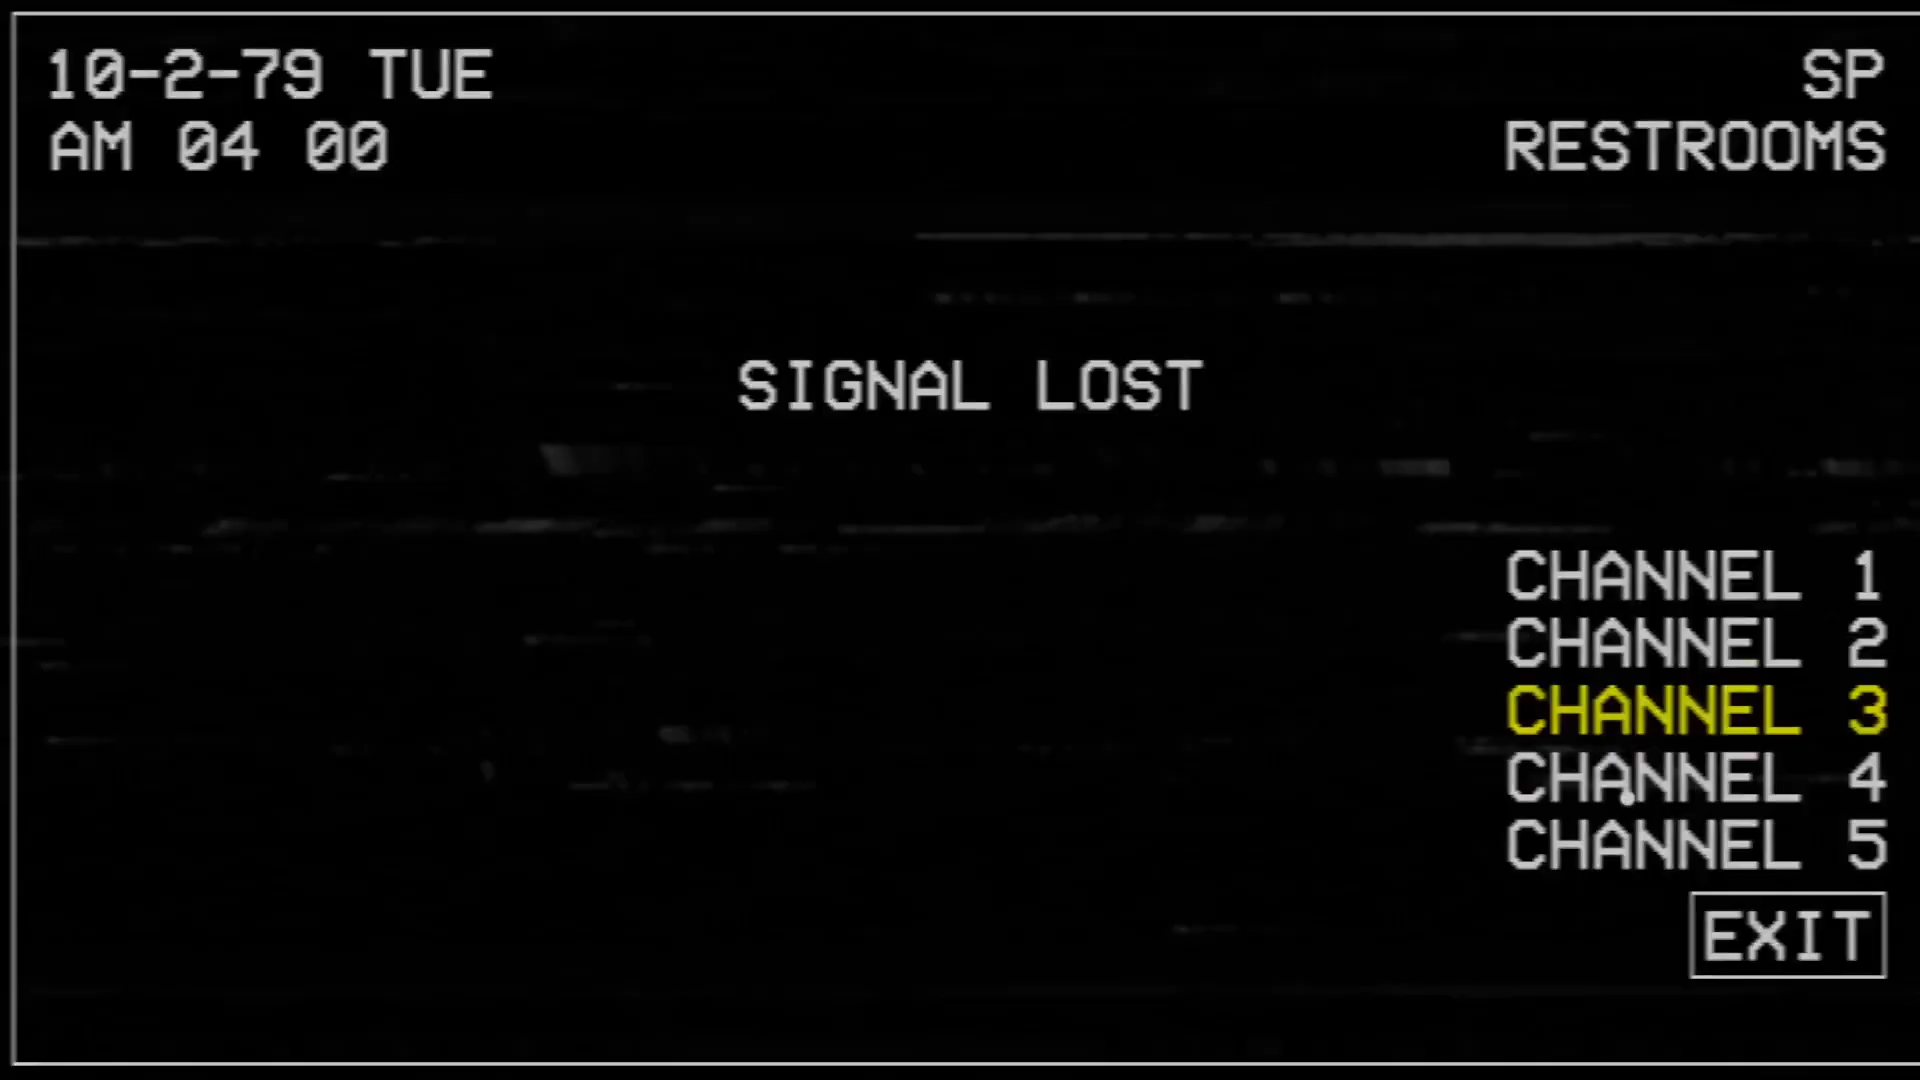 10-2-79 TUE
AM 04 00
SP
RESTROOMS
SIGNAL LOST
CHANNEL 1
CHANNEL 2
CHANNEL 3
CHANNEL 4
CHANNEL 5
EXIT